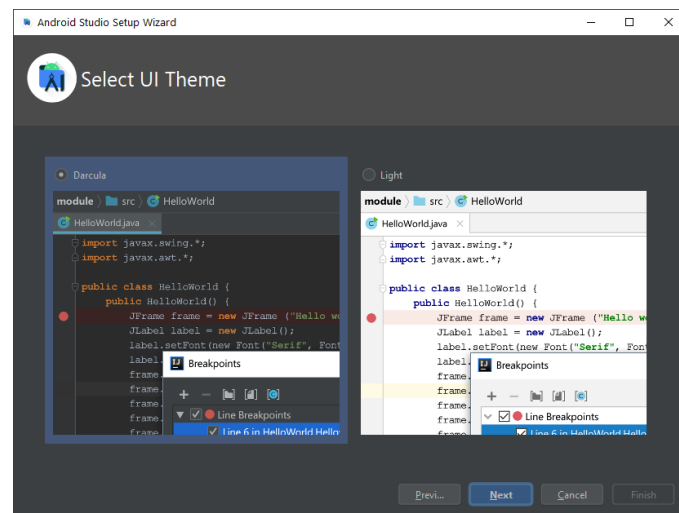 Android Studio Setup Wizard
Select UI Theme
Darcula
module src HelloWorld
HelloWorld.java
import javax.swing.*;
import javax.awt.*;
public class HelloWorld {
public HelloWorld() {
JFrame frame = new JFrame ("Hello wo
JLabel label = new JLabel();
label.setFont(new Font("Serif", Font
label.
frame.
frame.
frame.
frame.
frame
Breakpoints
Line Breakpoints
Line 6 in HelloWorld.Hello
Light
module src HelloWorld
HelloWorld.java
import javax.swing.*;
import javax.awt.*;
public class HelloWorld {
public HelloWorld() {
JFrame frame = new JFrame ("Hello w
JLabel label = new JLabel();
label.setFont(new Font("Serif", Font
label.
frame.
frame.
frame.
frame.
frame
Breakpoints
Line Breakpoints
Line 6 in HelloWorld.Hello
Previ...
Next
Cancel
Finish